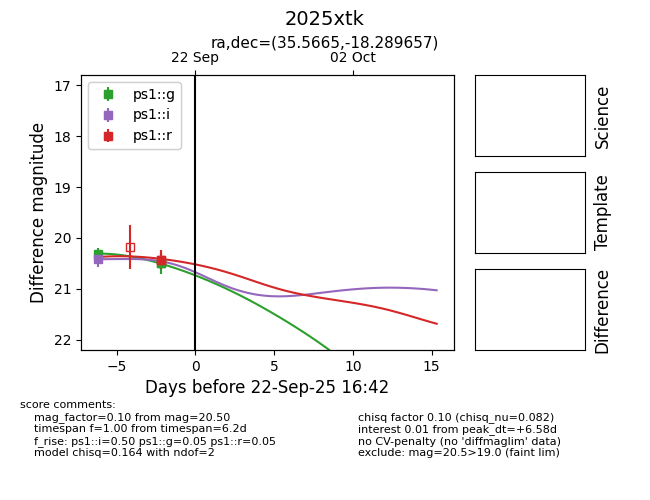 2025xtk
ra,dec=(35.5665,-18.289657)
22 Sep
02 Oct
17
18
19
20
21
22
Difference magnitude
ps1::g
ps1::i
ps1::r
−5
0
5
10
15
Days before 22-Sep-25 16:42
Science
Template
Difference
score comments:
mag_factor=0.10 from mag=20.50
timespan f=1.00 from timespan=6.2d
f_rise: ps1::i=0.50 ps1::g=0.05 ps1::r=0.05
model chisq=0.164 with ndof=2
chisq factor 0.10 (chisq_nu=0.082)
interest 0.01 from peak_dt=+6.58d
no CV-penalty (no 'diffmaglim' data)
exclude: mag=20.5>19.0 (faint lim)